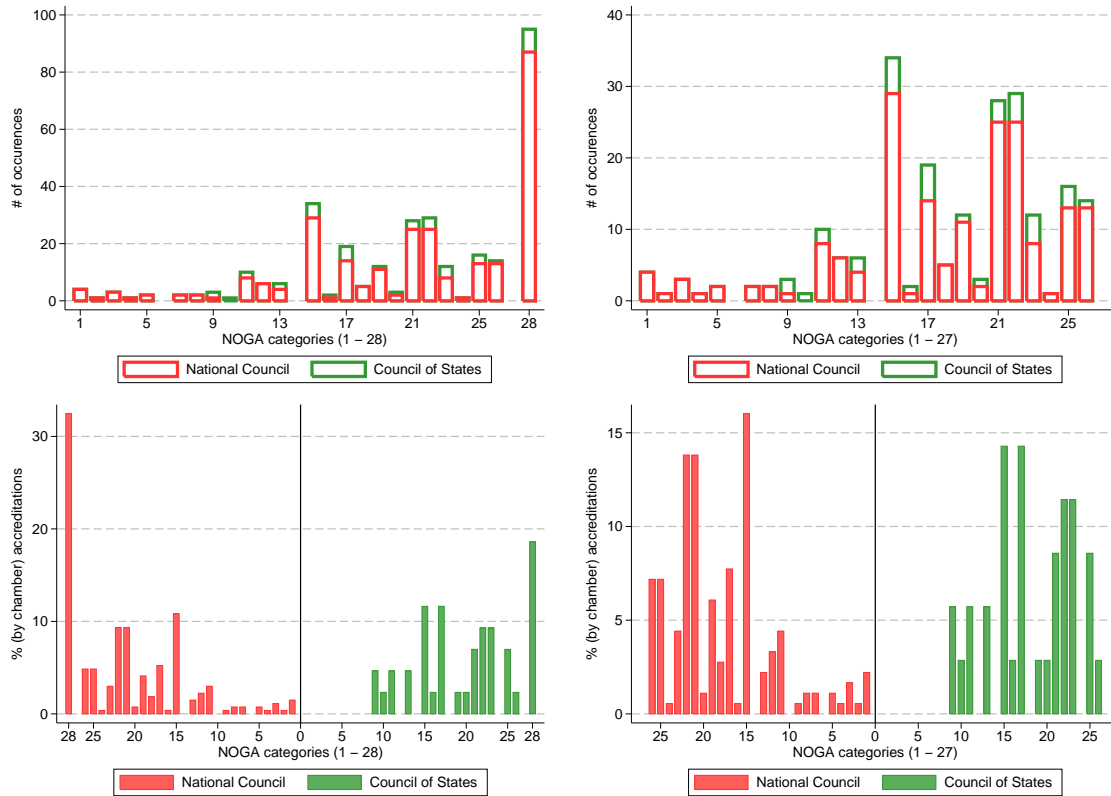 # of occurences
100
80
60
40
20
0
1 5 9 13 17 21 25 28
NOGA categories (1 – 28)
National Council Council of States
# of occurences
40
30
20
10
0
1 5 9 13 17 21 25
NOGA categories (1 – 27)
National Council Council of States
% (by chamber) accreditations
30
20
10
0
28 25 20 15 10 5 0 5 10 15 20 25 28
NOGA categories (1 – 28)
National Council Council of States
% (by chamber) accreditations
15
10
5
0
25 20 15 10 5 0 5 10 15 20 25
NOGA categories (1 – 27)
National Council Council of States